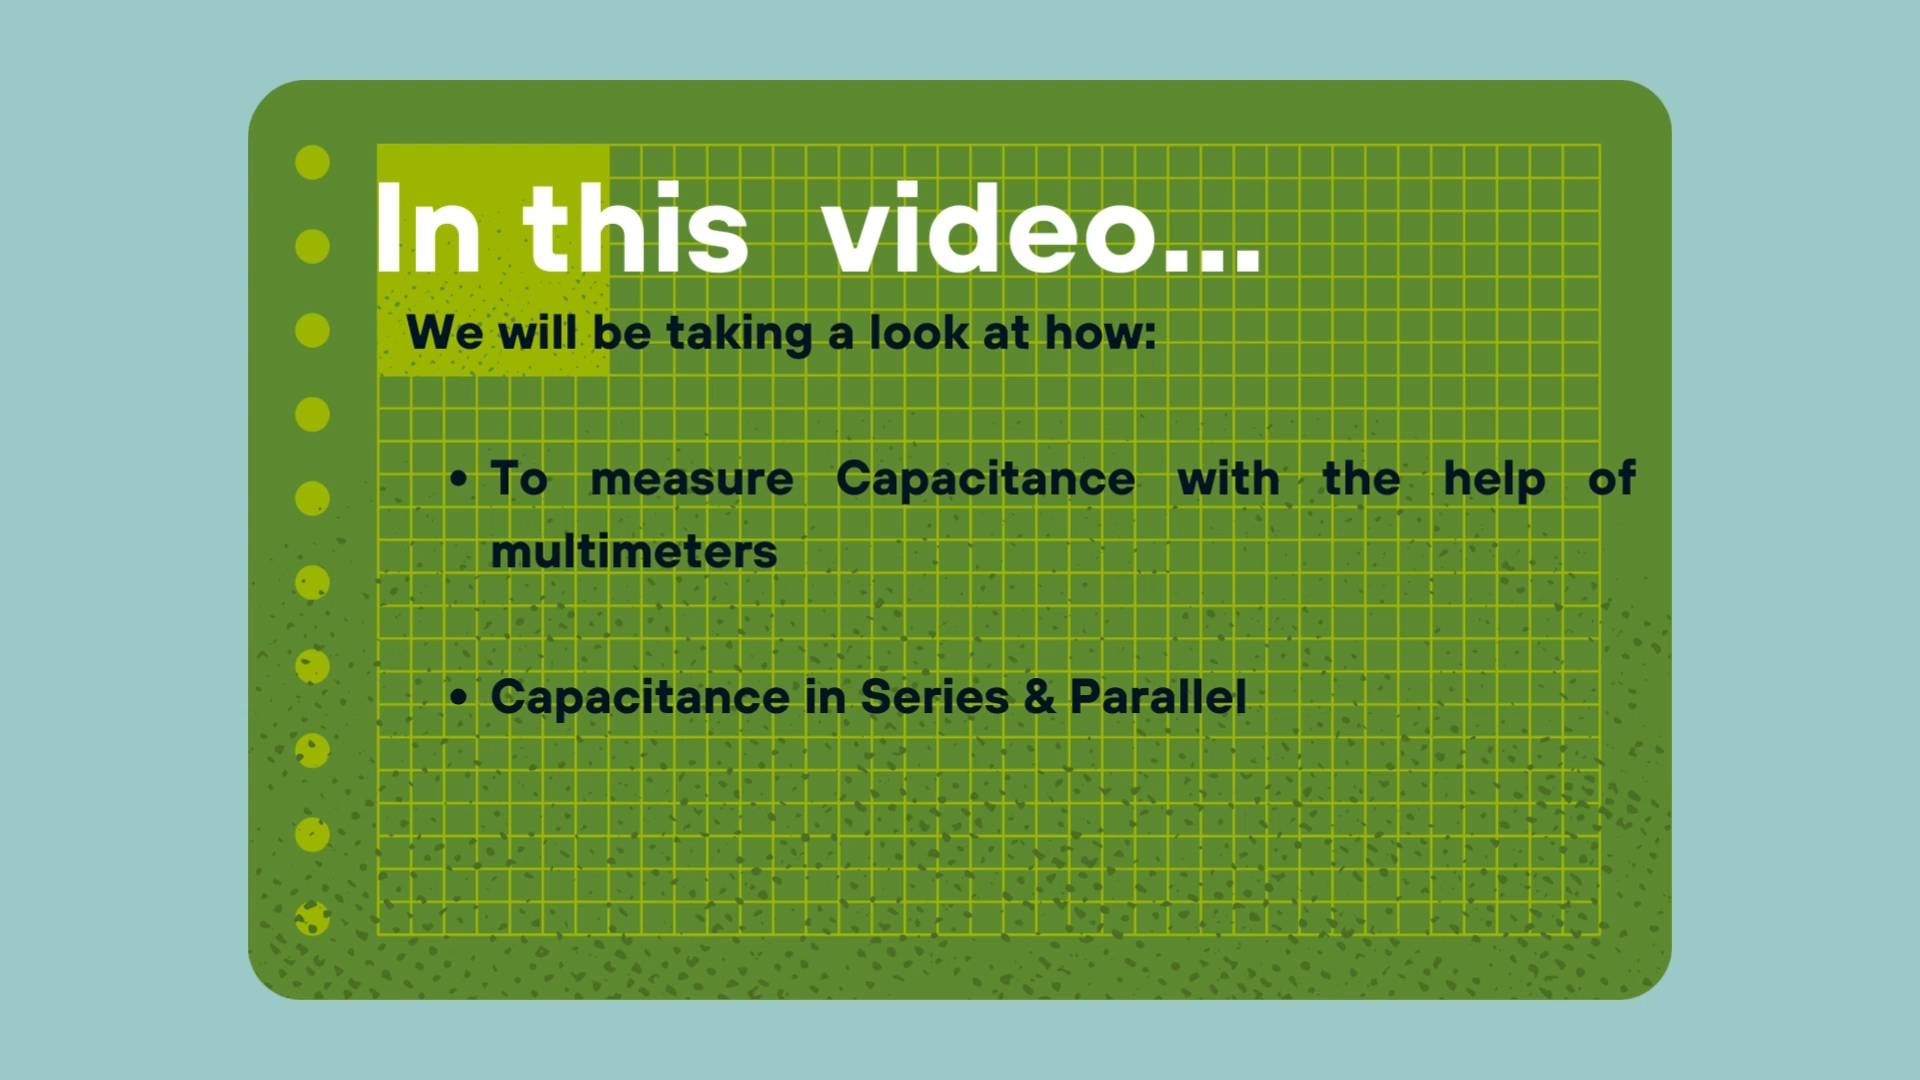 In this video...
We will be taking a look at how:
• To measure Capacitance with the help of
multimeters
• Capacitance in Series & Parallel